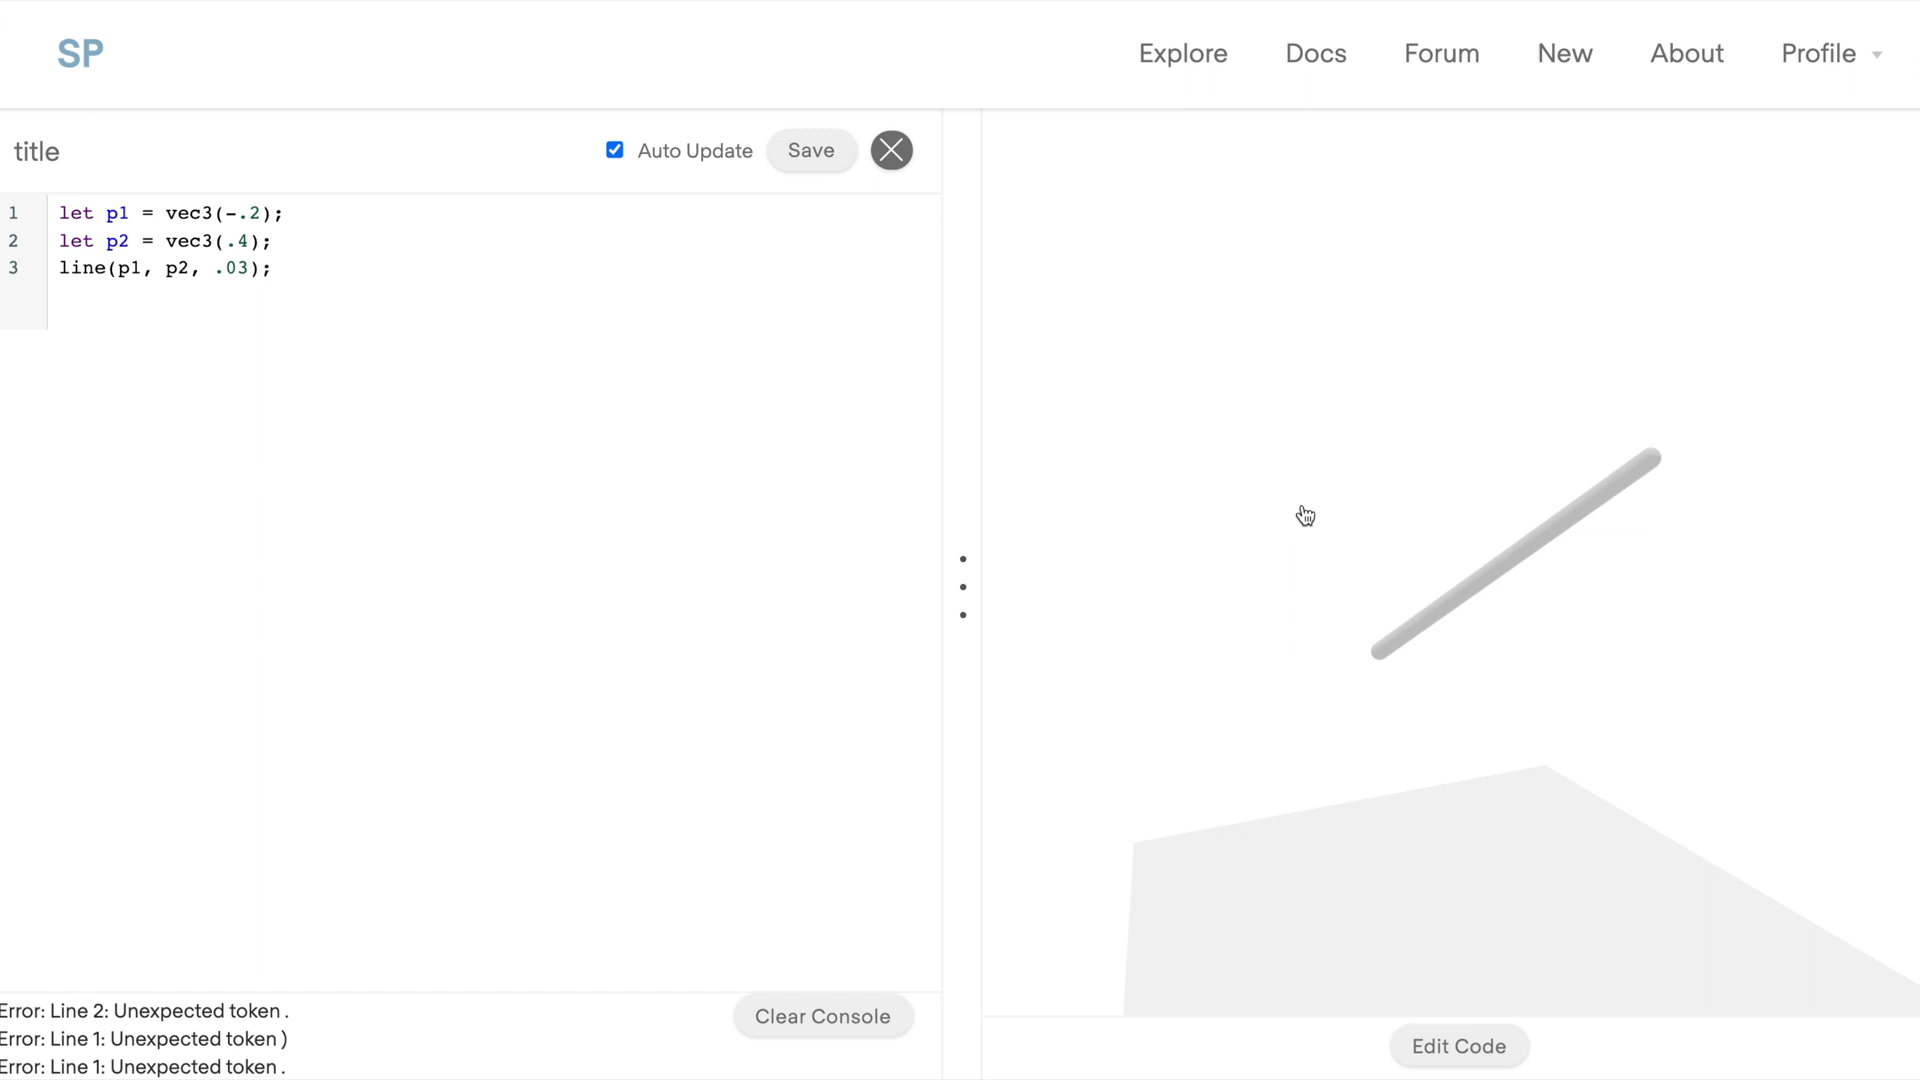 SP
Explore Docs Forum New About Profile
title
Auto Update Save
1 let p1 = vec3(-.2);
2 let p2 = vec3(.4);
3 line(p1, p2, .03);
Error: Line 2: Unexpected token .
Error: Line 1: Unexpected token )
Error: Line 1: Unexpected token .
Clear Console
Edit Code